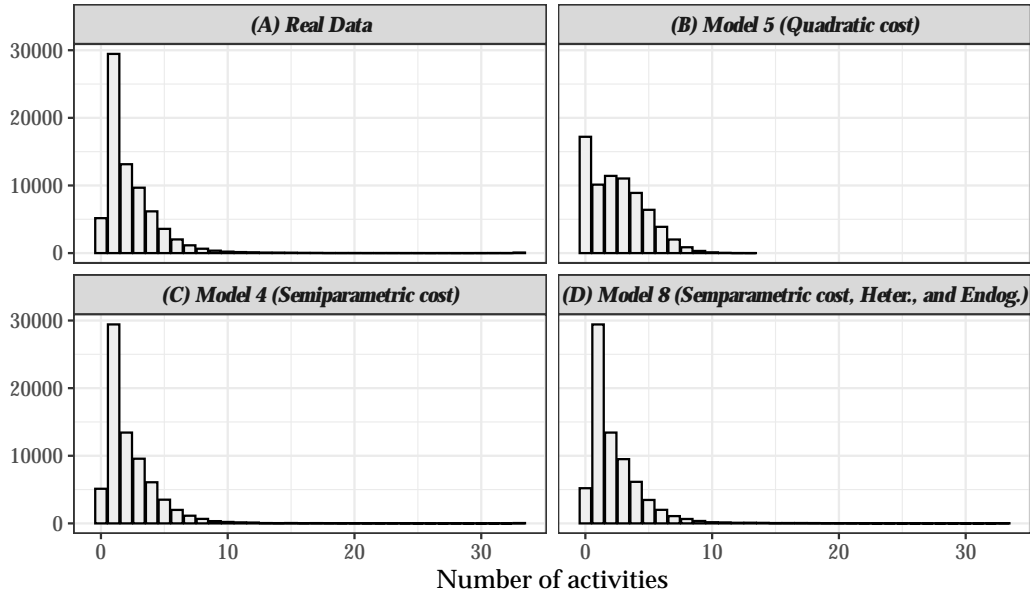 (A) Real Data
(B) Model 5 (Quadratic cost)
30000
20000
10000
0
(C) Model 4 (Semiparametric cost)
(D) Model 8 (Semparametric cost, Heter., and Endog.)
30000
20000
10000
0
0 10 20 30
0 10 20 30
Number of activities